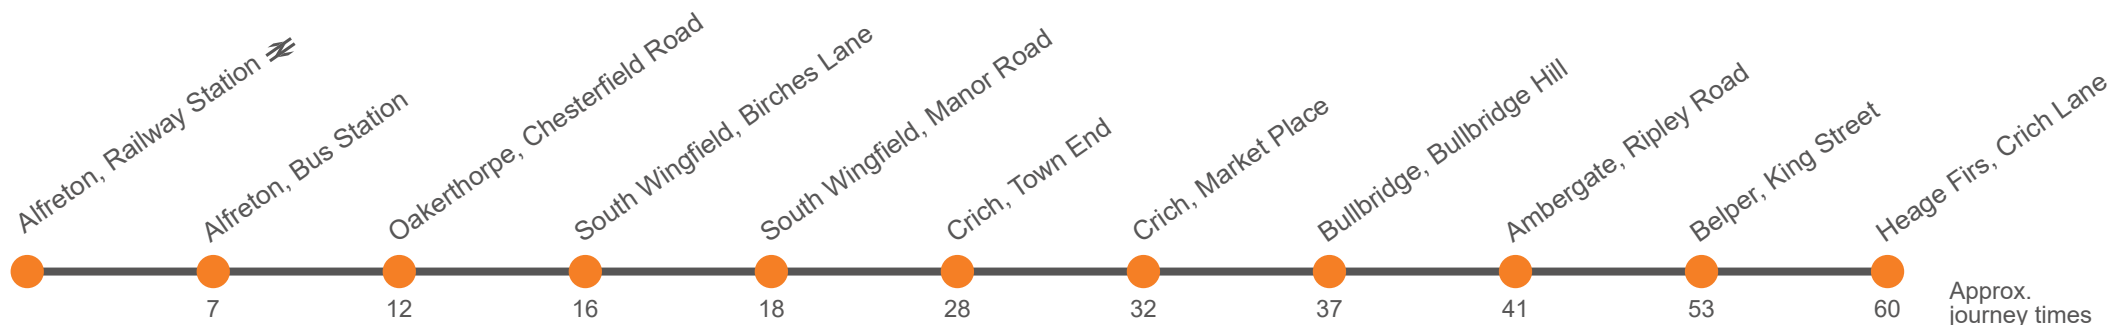 Alfreton, Railway Station
Alfreton, Bus Station
Oakerthorpe, Chesterfield Road
South Wingfield, Birches Lane
South Wingfield, Manor Road
Crich, Town End
Crich, Market Place
Bullbridge, Bullbridge Hill
Ambergate, Ripley Road
Belper, King Street
Heage Firs, Crich Lane
7 12 16 18 28 32 37 41 53 60
Approx.
journey times